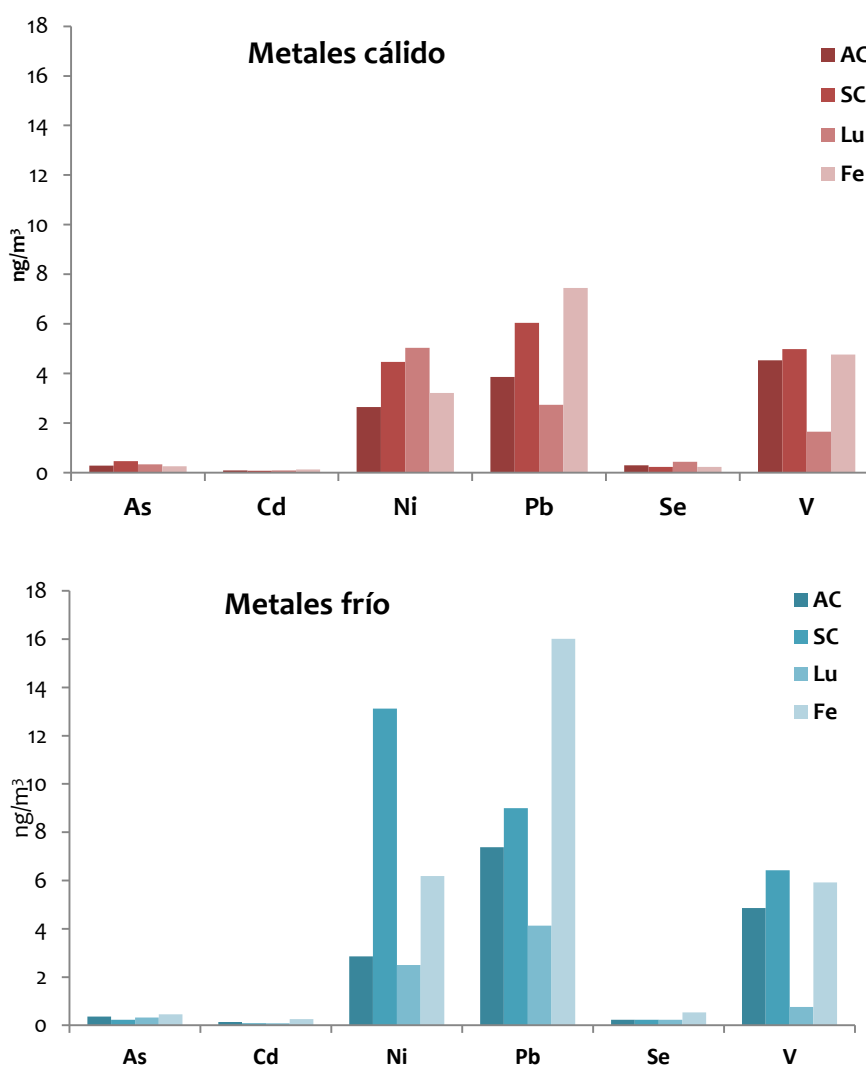 Metales cálido
18
16
14
12
10
8
6
4
2
0
ng/m³
As Cd Ni Pb Se V
AC
SC
Lu
Fe
Metales frío
18
16
14
12
10
8
6
4
2
0
ng/m³
As Cd Ni Pb Se V
AC
SC
Lu
Fe